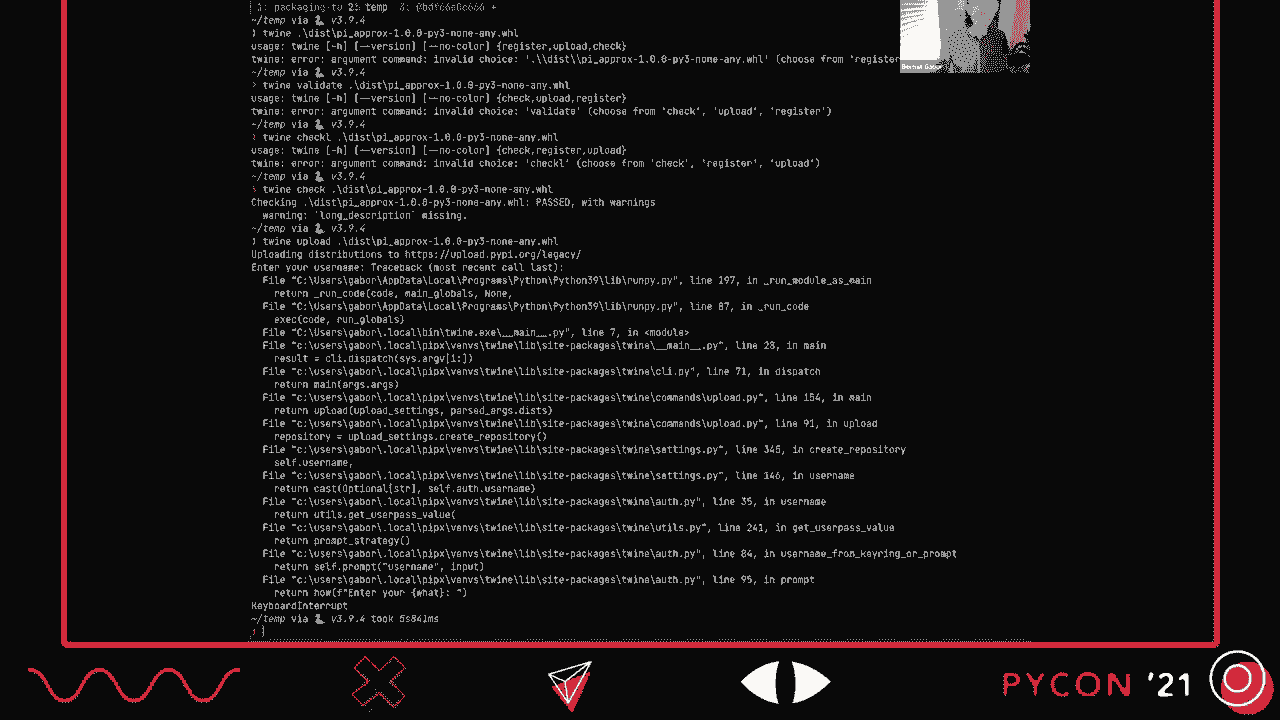 ~/temp via v3.9.4
) twine .\dist\pi_approx-1.0.0-py3-none-any.whl
usage: twine [-h] [--version] [--no-color] {register,upload,check}
twine: error: argument command: invalid choice: '.\\dist\\pi_approx-1.0.0-py3-none-any.whl' (choose from 'register
~/temp via v3.9.4
› twine validate .\dist\pi_approx-1.0.0-py3-none-any.whl
usage: twine [-h] [--version] [--no-color] {check,upload,register}
twine: error: argument command: invalid choice: 'validate' (choose from 'check', 'upload', 'register')
~/temp via v3.9.4
› twine checkl .\dist\pi_approx-1.0.0-py3-none-any.whl
usage: twine [-h] [--version] [--no-color] {check,register,upload}
twine: error: argument command: invalid choice: 'checkl' (choose from 'check', 'register', 'upload')
~/temp via v3.9.4
› twine check .\dist\pi_approx-1.0.0-py3-none-any.whl
Checking .\dist\pi_approx-1.0.0-py3-none-any.whl: PASSED, with warnings
warning: `long_description` missing.
~/temp via v3.9.4
) twine upload .\dist\pi_approx-1.0.0-py3-none-any.whl
Uploading distributions to https://upload.pypi.org/legacy/
Enter your username: Traceback (most recent call last):
File "C:\Users\gabor\AppData\Local\Programs\Python\Python39\lib\runpy.py", line 197, in _run_module_as_main
return _run_code(code, main_globals, None,
File "C:\Users\gabor\AppData\Local\Programs\Python\Python39\lib\runpy.py", line 87, in _run_code
exec(code, run_globals)
File "C:\Users\gabor\.local\bin\twine.exe\__main__.py", line 7, in <module>
File "c:\users\gabor\.local\pipx\venvs\twine\lib\site-packages\twine\__main__.py", line 28, in main
result = cli.dispatch(sys.argv[1:])
File "c:\users\gabor\.local\pipx\venvs\twine\lib\site-packages\twine\cli.py", line 71, in dispatch
return main(args.args)
File "c:\users\gabor\.local\pipx\venvs\twine\lib\site-packages\twine\commands\upload.py", line 154, in main
return upload(upload_settings, parsed_args.dists)
File "c:\users\gabor\.local\pipx\venvs\twine\lib\site-packages\twine\commands\upload.py", line 91, in upload
repository = upload_settings.create_repository()
File "c:\users\gabor\.local\pipx\venvs\twine\lib\site-packages\twine\settings.py", line 345, in create_repository
self.username,
File "c:\users\gabor\.local\pipx\venvs\twine\lib\site-packages\twine\settings.py", line 146, in username
return cast(Optional[str], self.auth.username)
File "c:\users\gabor\.local\pipx\venvs\twine\lib\site-packages\twine\auth.py", line 35, in username
return utils.get_userpass_value(
File "c:\users\gabor\.local\pipx\venvs\twine\lib\site-packages\twine\utils.py", line 241, in get_userpass_value
return prompt_strategy()
File "c:\users\gabor\.local\pipx\venvs\twine\lib\site-packages\twine\auth.py", line 84, in username_from_keyring_or_prompt
return self.prompt("username", input)
File "c:\users\gabor\.local\pipx\venvs\twine\lib\site-packages\twine\auth.py", line 95, in prompt
return how(f"Enter your {what}: ")
KeyboardInterrupt
~/temp via v3.9.4 took 5s841ms
›
PYCON '21